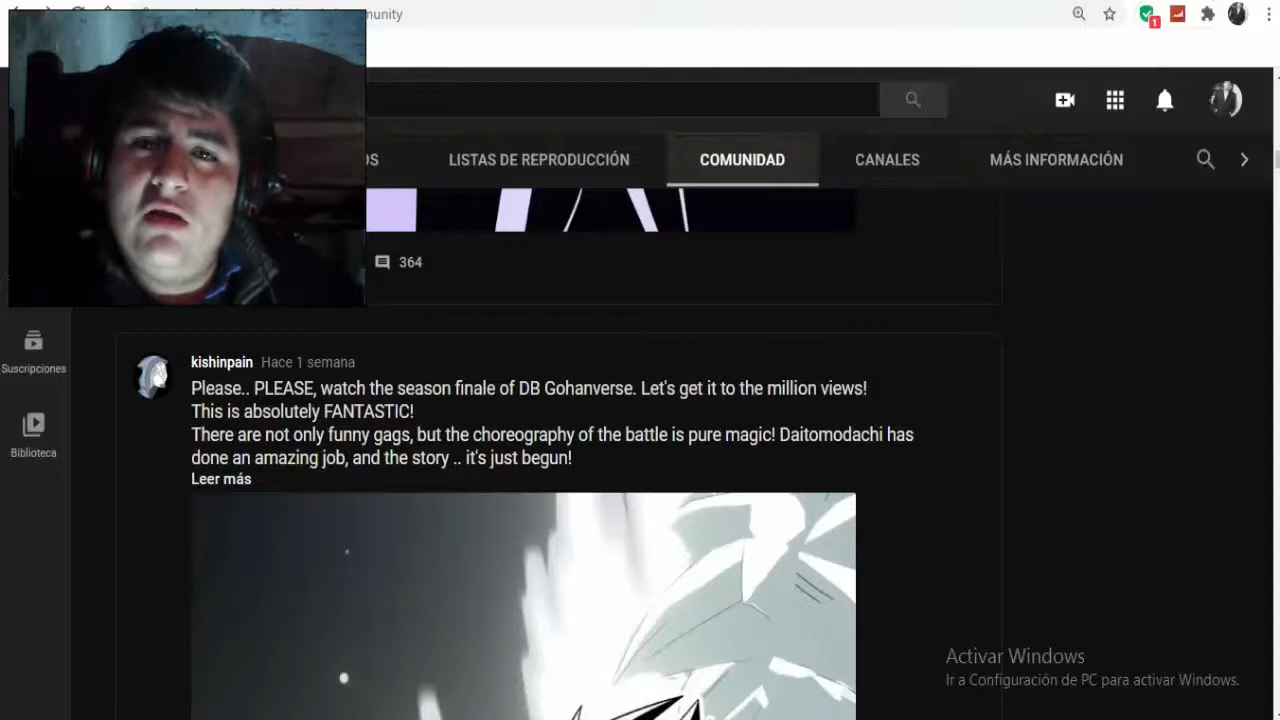 munity
1
OS
LISTAS DE REPRODUCCIÓN
COMUNIDAD
CANALES
MÁS INFORMACIÓN
364
Suscripciones
Biblioteca
kishinpain Hace 1 semana
Please.. PLEASE, watch the season finale of DB Gohanverse. Let's get it to the million views!
This is absolutely FANTASTIC!
There are not only funny gags, but the choreography of the battle is pure magic! Daitomodachi has
done an amazing job, and the story .. it's just begun!
Leer más
Activar Windows
Ir a Configuración de PC para activar Windows.